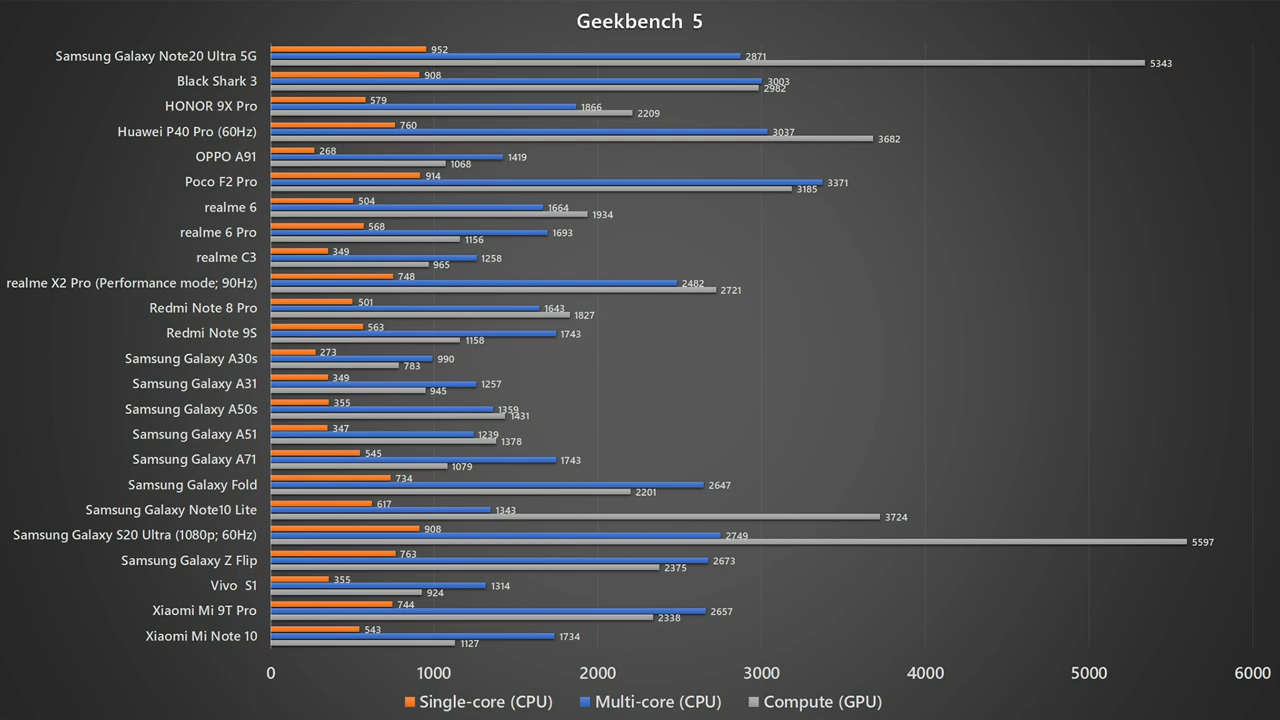 Geekbench 5
Samsung Galaxy Note20 Ultra 5G 952 2871 5343
Black Shark 3 908 3003 2982
HONOR 9X Pro 579 1866 2209
Huawei P40 Pro (60Hz) 760 3037 3682
OPPO A91 268 1419 1068
Poco F2 Pro 914 3371 3185
realme 6 504 1664 1934
realme 6 Pro 568 1693 1156
realme C3 349 1258 965
realme X2 Pro (Performance mode; 90Hz) 748 2482 2721
Redmi Note 8 Pro 501 1643 1827
Redmi Note 9S 563 1743 1158
Samsung Galaxy A30s 273 990 783
Samsung Galaxy A31 349 1257 945
Samsung Galaxy A50s 355 1359 1431
Samsung Galaxy A51 347 1239 1378
Samsung Galaxy A71 545 1743 1079
Samsung Galaxy Fold 734 2647 2201
Samsung Galaxy Note10 Lite 617 1343 3724
Samsung Galaxy S20 Ultra (1080p; 60Hz) 908 2749 5597
Samsung Galaxy Z Flip 763 2673 2375
Vivo S1 355 1314 924
Xiaomi Mi 9T Pro 744 2657 2338
Xiaomi Mi Note 10 543 1734 1127
0 1000 2000 3000 4000 5000 6000
Single-core (CPU) Multi-core (CPU) Compute (GPU)